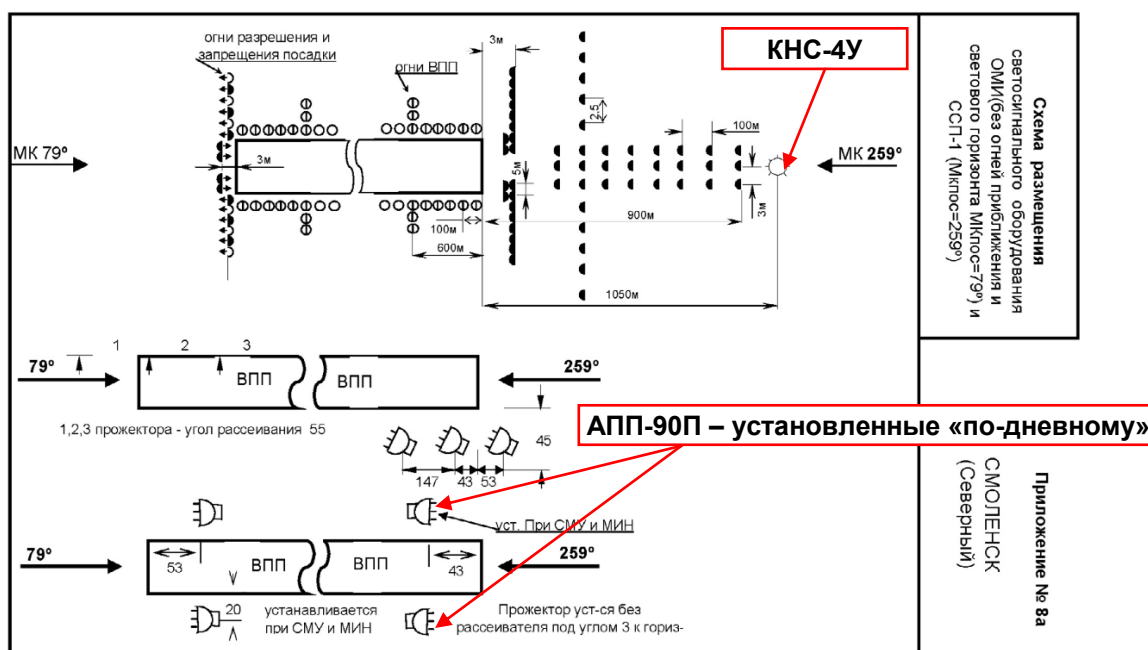 огни разрешения и
запрещения посадки
огни ВПП
3м
КНС-4У
2,5
100м
МК 79º
3м
МК 259º
5м
3м
100м
900м
600м
1050м
1 2 3
79º
259º
ВПП ВПП
1,2,3 прожектора - угол рассеивания 55
АПП-90П – установленные «по-дневному»
45
147 43 53
уст. При СМУ и МИН
79º
259º
53
ВПП ВПП
43
20
устанавливается
при СМУ и МИН
Прожектор уст-ся без
рассеивателя под углом 3 к гориз-
Схема размещения
светосигнального оборудования
ОМИ(без огней приближения и
светового горизонта МКпос=79º) и
ССП-1 (Мкпос=259º)
Приложение № 8а
СМОЛЕНСК
(Северный)